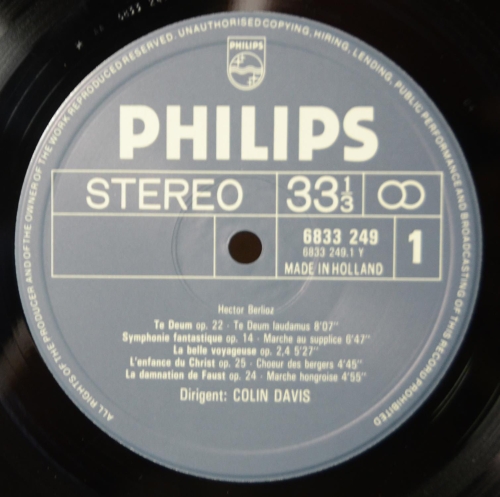 ALL RIGHTS OF THE PRODUCER AND OF THE OWNER OF THE WORK REPRODUCED RESERVED. UNAUTHORISED COPYING, HIRING, LENDING, PUBLIC PERFORMANCE AND BROADCASTING OF THIS RECORD PROHIBITED
PHILIPS
PHILIPS
STEREO 33 1/3
6833 249
6833 249.1 Y
1
MADE IN HOLLAND
Hector Berlioz
Te Deum op. 22 - Te Deum laudamus 8'07"
Symphonie fantastique op. 14 - Marche au supplice 6'47"
La belle voyageuse op. 2,4 5'27"
L'enfance du Christ op. 25 - Choeur des bergers 4'45"
La damnation de Faust op. 24 - Marche hongroise 4'55"
Dirigent: COLIN DAVIS